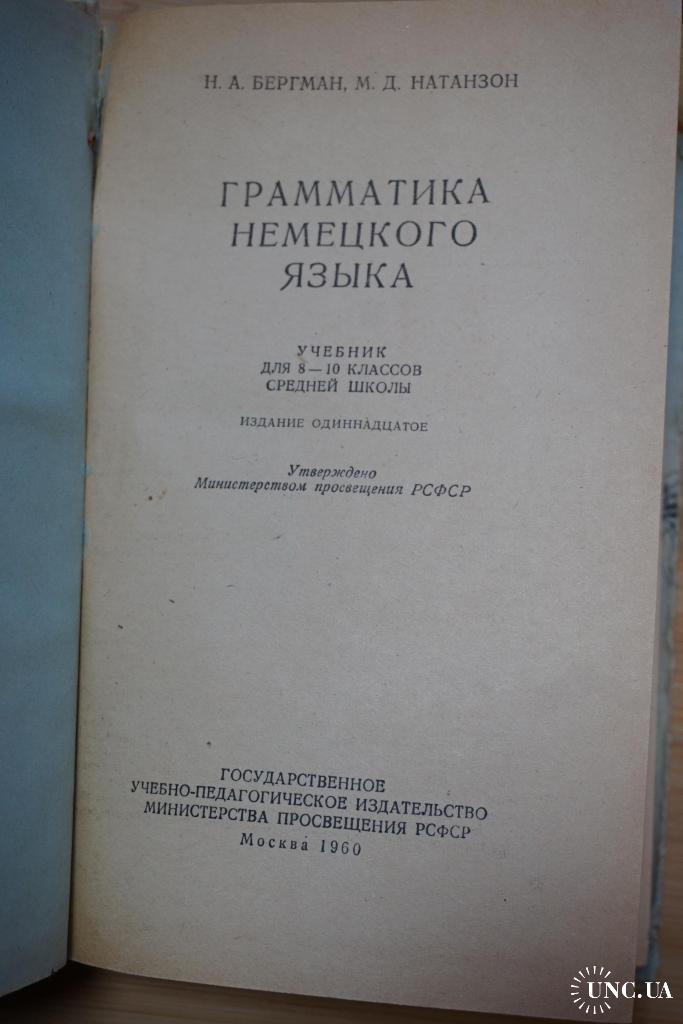 Н. А. БЕРГМАН, М. Д. НАТАНЗОН
ГРАММАТИКА
НЕМЕЦКОГО
ЯЗЫКА
УЧЕБНИК
ДЛЯ 8—10 КЛАССОВ
СРЕДНЕЙ ШКОЛЫ
ИЗДАНИЕ ОДИННАДЦАТОЕ
Утверждено
Министерством просвещения РСФСР
ГОСУДАРСТВЕННОЕ
УЧЕБНО-ПЕДАГОГИЧЕСКОЕ ИЗДАТЕЛЬСТВО
МИНИСТЕРСТВА ПРОСВЕЩЕНИЯ РСФСР
Москва 1960
UNC.UA